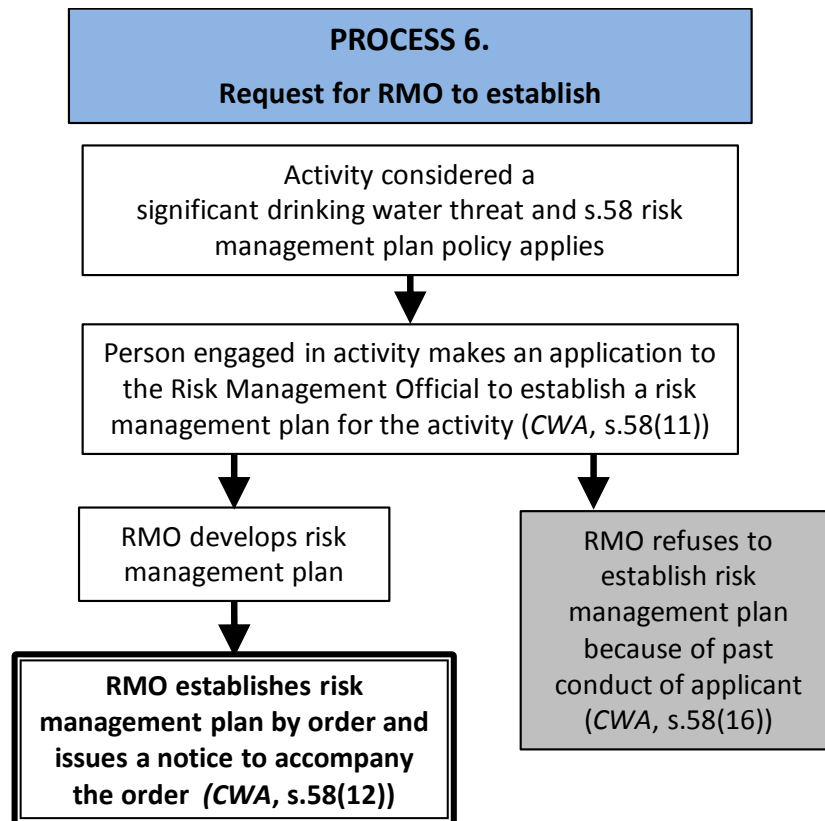 PROCESS 6.
Request for RMO to establish
Activity considered a
significant drinking water threat and s.58 risk
management plan policy applies
Person engaged in activity makes an application to
the Risk Management Official to establish a risk
management plan for the activity (CWA, s.58(11))
RMO develops risk
management plan
RMO establishes risk
management plan by order and
issues a notice to accompany
the order (CWA, s.58(12))
RMO refuses to
establish risk
management plan
because of past
conduct of applicant
(CWA, s.58(16))